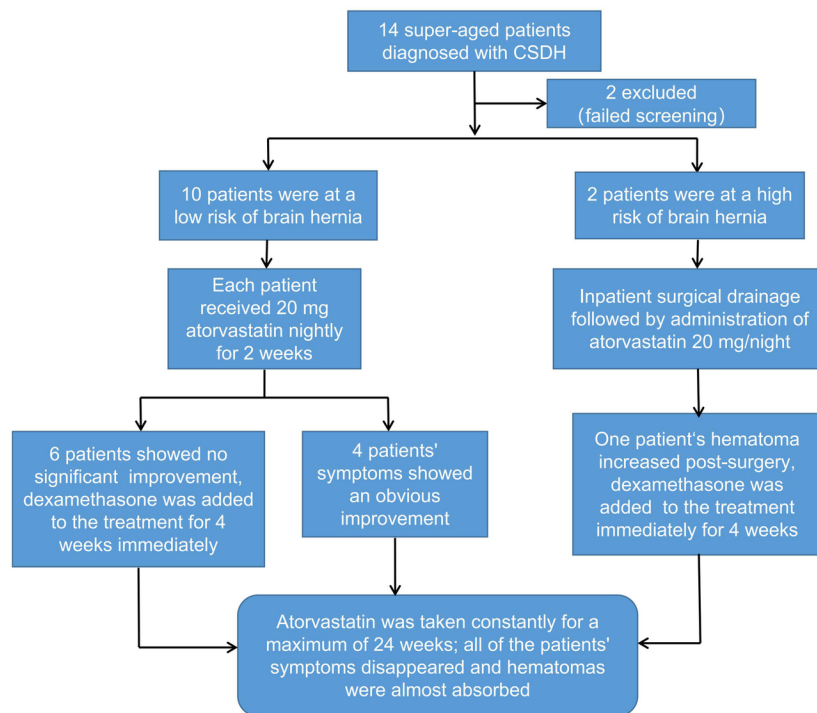 14 super-aged patients
diagnosed with CSDH
2 excluded
(failed screening)
10 patients were at a
low risk of brain hernia
2 patients were at a high
risk of brain hernia
Each patient
received 20 mg
atorvastatin nightly
for 2 weeks
Inpatient surgical drainage
followed by administration of
atorvastatin 20 mg/night
6 patients showed no
significant improvement,
dexamethasone was added
to the treatment for 4
weeks immediately
4 patients'
symptoms showed
an obvious
improvement
One patient‘s hematoma
increased post-surgery,
dexamethasone was
added to the treatment
immediately for 4 weeks
Atorvastatin was taken constantly for a
maximum of 24 weeks; all of the patients'
symptoms disappeared and hematomas
were almost absorbed